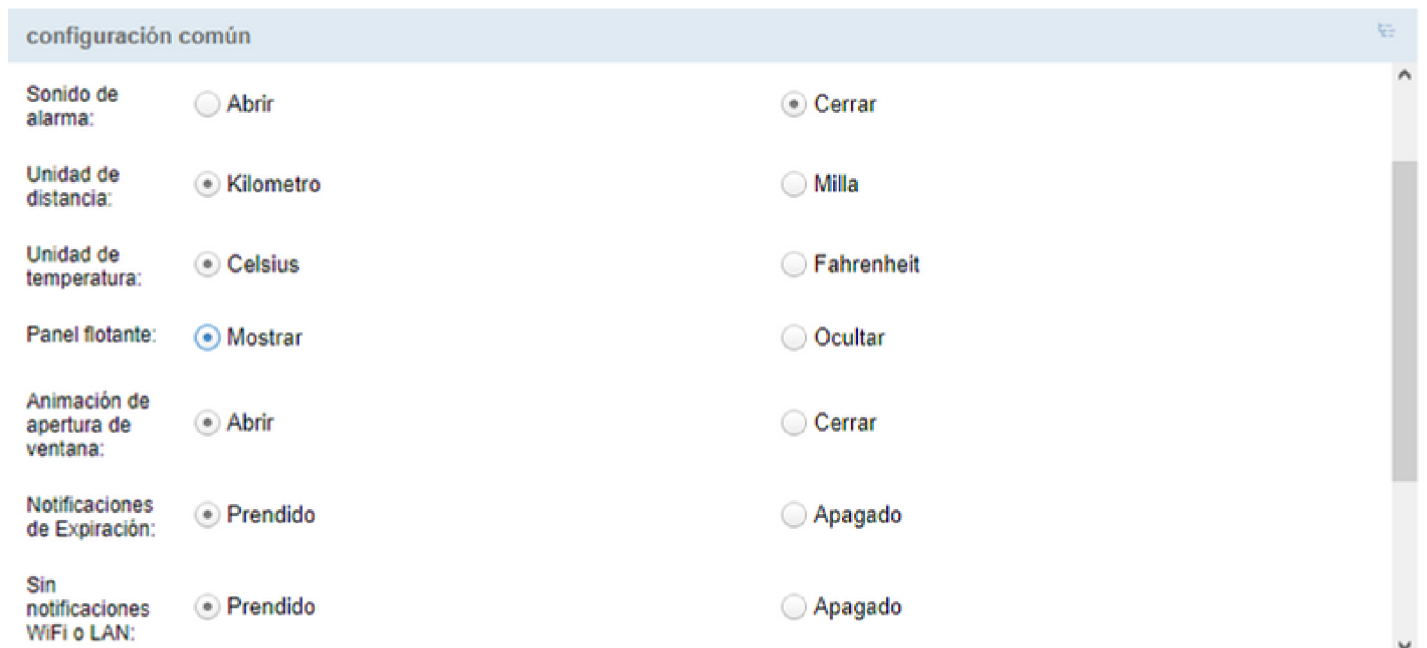 configuración común
Sonido de
alarma:
Abrir
Cerrar
Unidad de
distancia:
Kilometro
Milla
Unidad de
temperatura:
Celsius
Fahrenheit
Panel flotante:
Mostrar
Ocultar
Animación de
apertura de
ventana:
Abrir
Cerrar
Notificaciones
de Expiración:
Prendido
Apagado
Sin
notificaciones
WiFi o LAN:
Prendido
Apagado